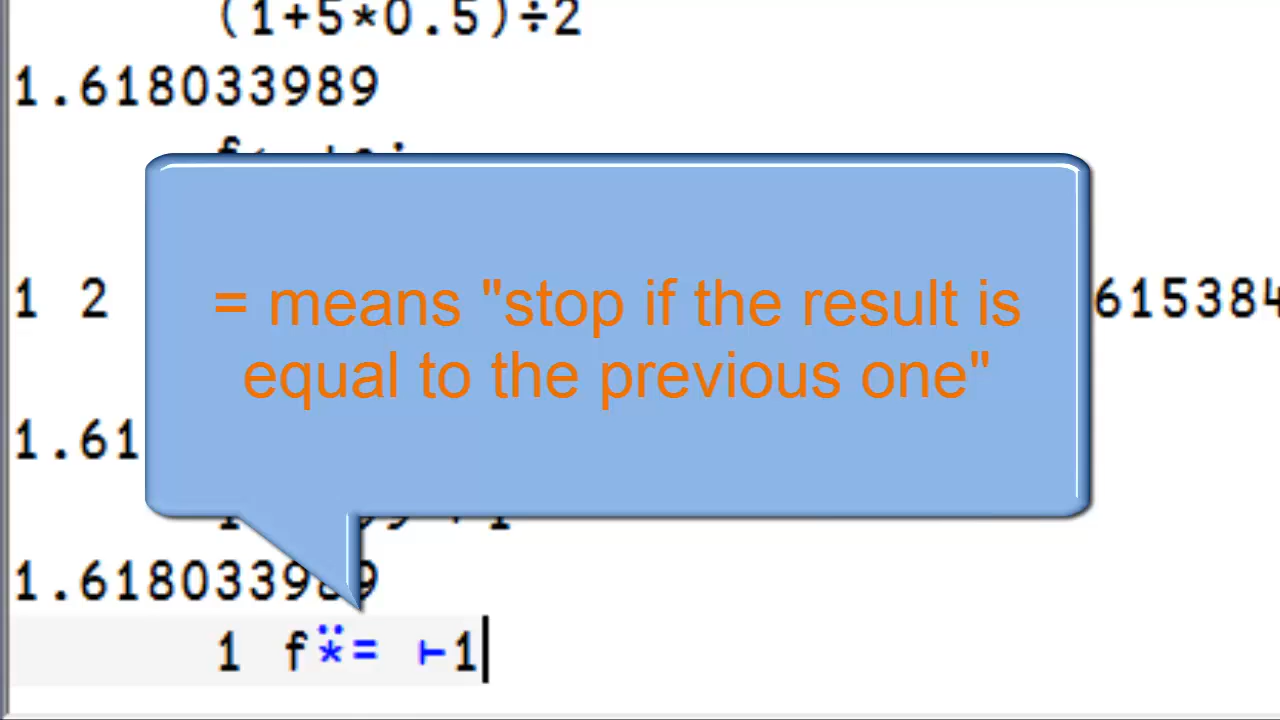 (1+5*0.5)÷2
1.618033989
= means "stop if the result is
equal to the previous one"
1 2 615384
1.61
1.618033989
1 f⍣= ⊢1